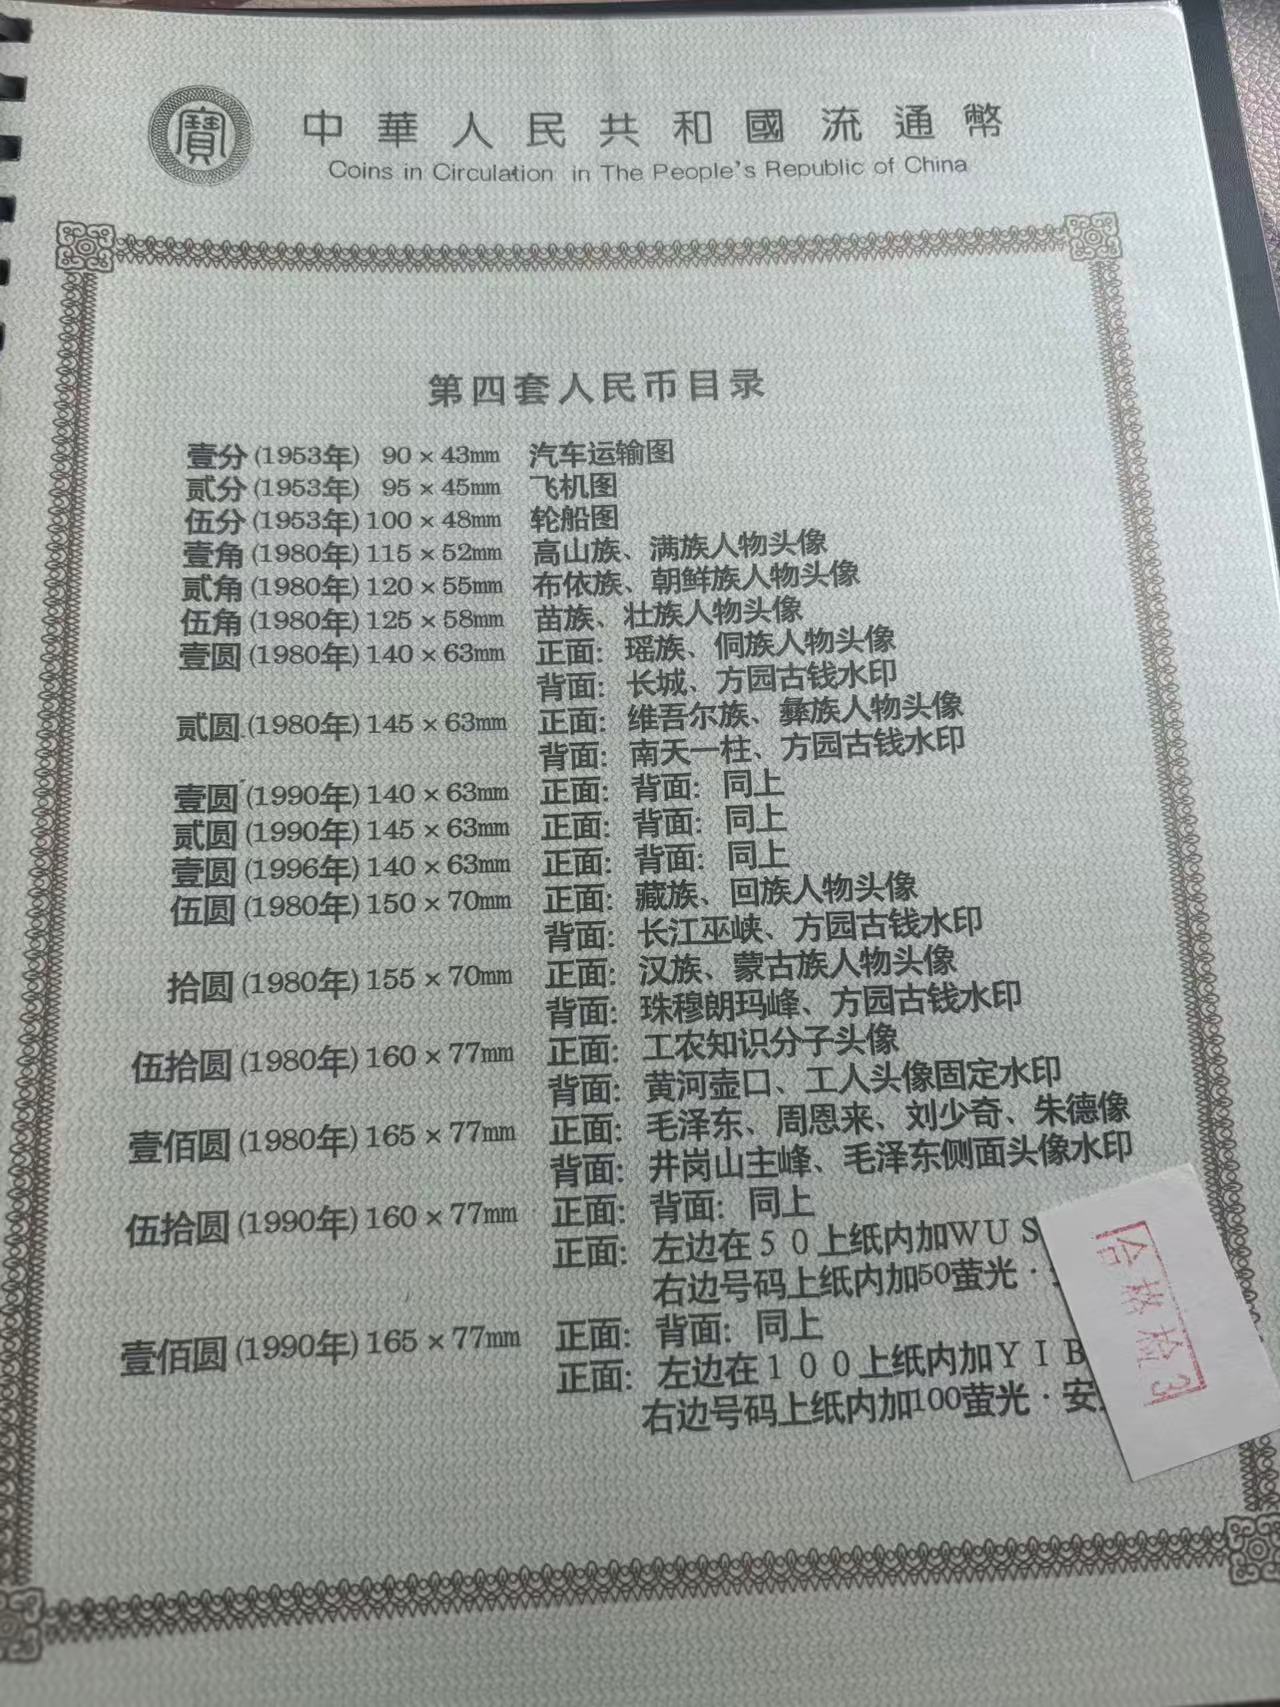 寶
中華人民共和國流通幣
Coins in Circulation in The People's Republic of China
第四套人民币目录
壹分(1953年) 90×43mm 汽车运输图
贰分(1953年) 95×45mm 飞机图
伍分(1953年)100×48mm 轮船图
壹角(1980年)115×52mm 高山族、满族人物头像
贰角(1980年)120×55mm 布依族、朝鲜族人物头像
伍角(1980年)125×58mm 苗族、壮族人物头像
壹圆(1980年)140×63mm 正面：瑶族、侗族人物头像
背面：长城、方园古钱水印
贰圆(1980年)145×63mm 正面：维吾尔族、彝族人物头像
背面：南天一柱、方园古钱水印
壹圆(1990年)140×63mm 正面：背面：同上
贰圆(1990年)145×63mm 正面：背面：同上
壹圆(1996年)140×63mm 正面：背面：同上
伍圆(1980年)150×70mm 正面：藏族、回族人物头像
背面：长江巫峡、方园古钱水印
拾圆(1980年)155×70mm 正面：汉族、蒙古族人物头像
背面：珠穆朗玛峰、方园古钱水印
伍拾圆(1980年)160×77mm 正面：工农知识分子头像
背面：黄河壶口、工人头像固定水印
壹佰圆(1980年)165×77mm 正面：毛泽东、周恩来、刘少奇、朱德像
背面：井岗山主峰、毛泽东侧面头像水印
伍拾圆(1990年)160×77mm 正面：背面：同上
正面：左边在50上纸内加WUS
右边号码上纸内加50萤光·
壹佰圆(1990年)165×77mm 正面：背面：同上
正面：左边在100上纸内加YIB
右边号码上纸内加100萤光·安
合格检3